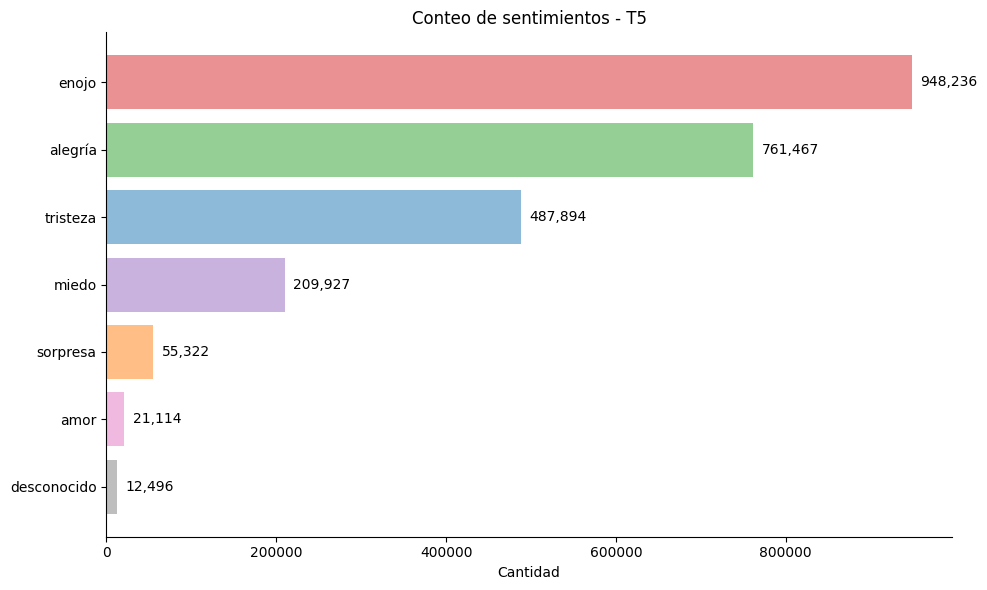 Conteo de sentimientos - T5
enojo 948,236
alegría 761,467
tristeza 487,894
miedo 209,927
sorpresa 55,322
amor 21,114
desconocido 12,496
0 200000 400000 600000 800000
Cantidad